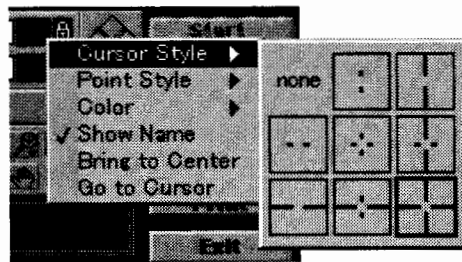 Start
Cursor Style
Point Style
Color
Show Name
Bring to Center
Go to Cursor
none
Exit